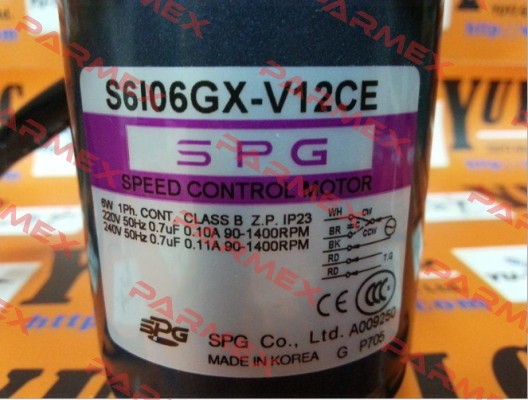 S6I06GX-V12CE
SPG
SPEED CONTROL MOTOR
6W 1Ph. CONT. CLASS B Z.P. IP23
220V 50Hz 0.7uF 0.10A 90-1400RPM
240V 50Hz 0.7uF 0.11A 90-1400RPM
WH CW
C
BR CCW
BK
RD T.G
RD
CE CCC
A009250
SPG
SPG Co., Ltd.
MADE IN KOREA G P705
PARMEX